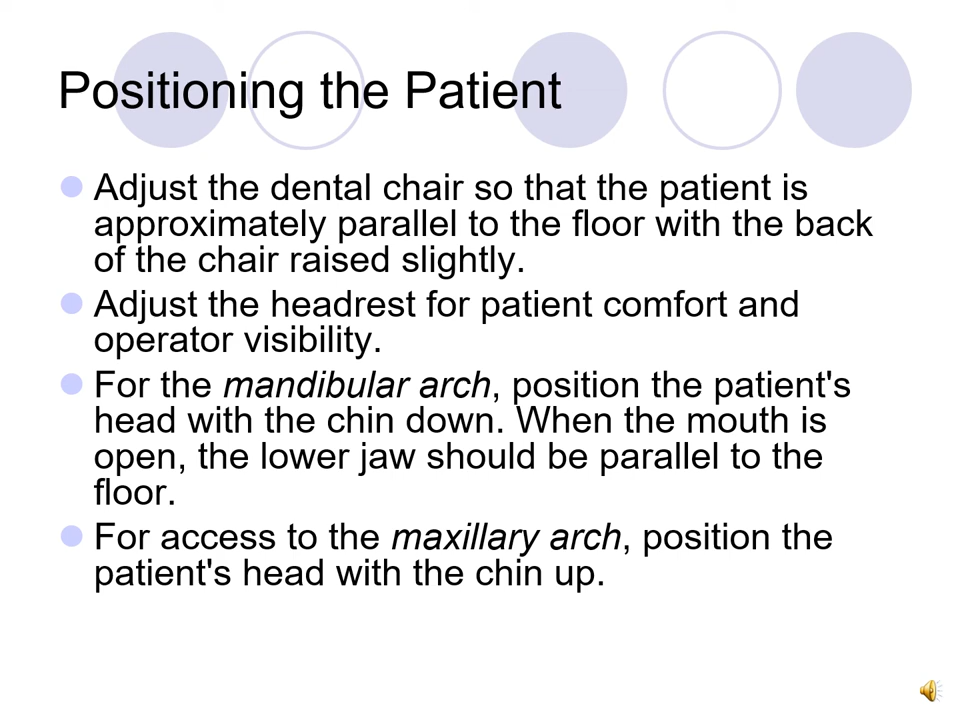 Positioning the Patient
Adjust the dental chair so that the patient is
approximately parallel to the floor with the back
of the chair raised slightly.
Adjust the headrest for patient comfort and
operator visibility.
For the mandibular arch, position the patient's
head with the chin down. When the mouth is
open, the lower jaw should be parallel to the
floor.
For access to the maxillary arch, position the
patient's head with the chin up.